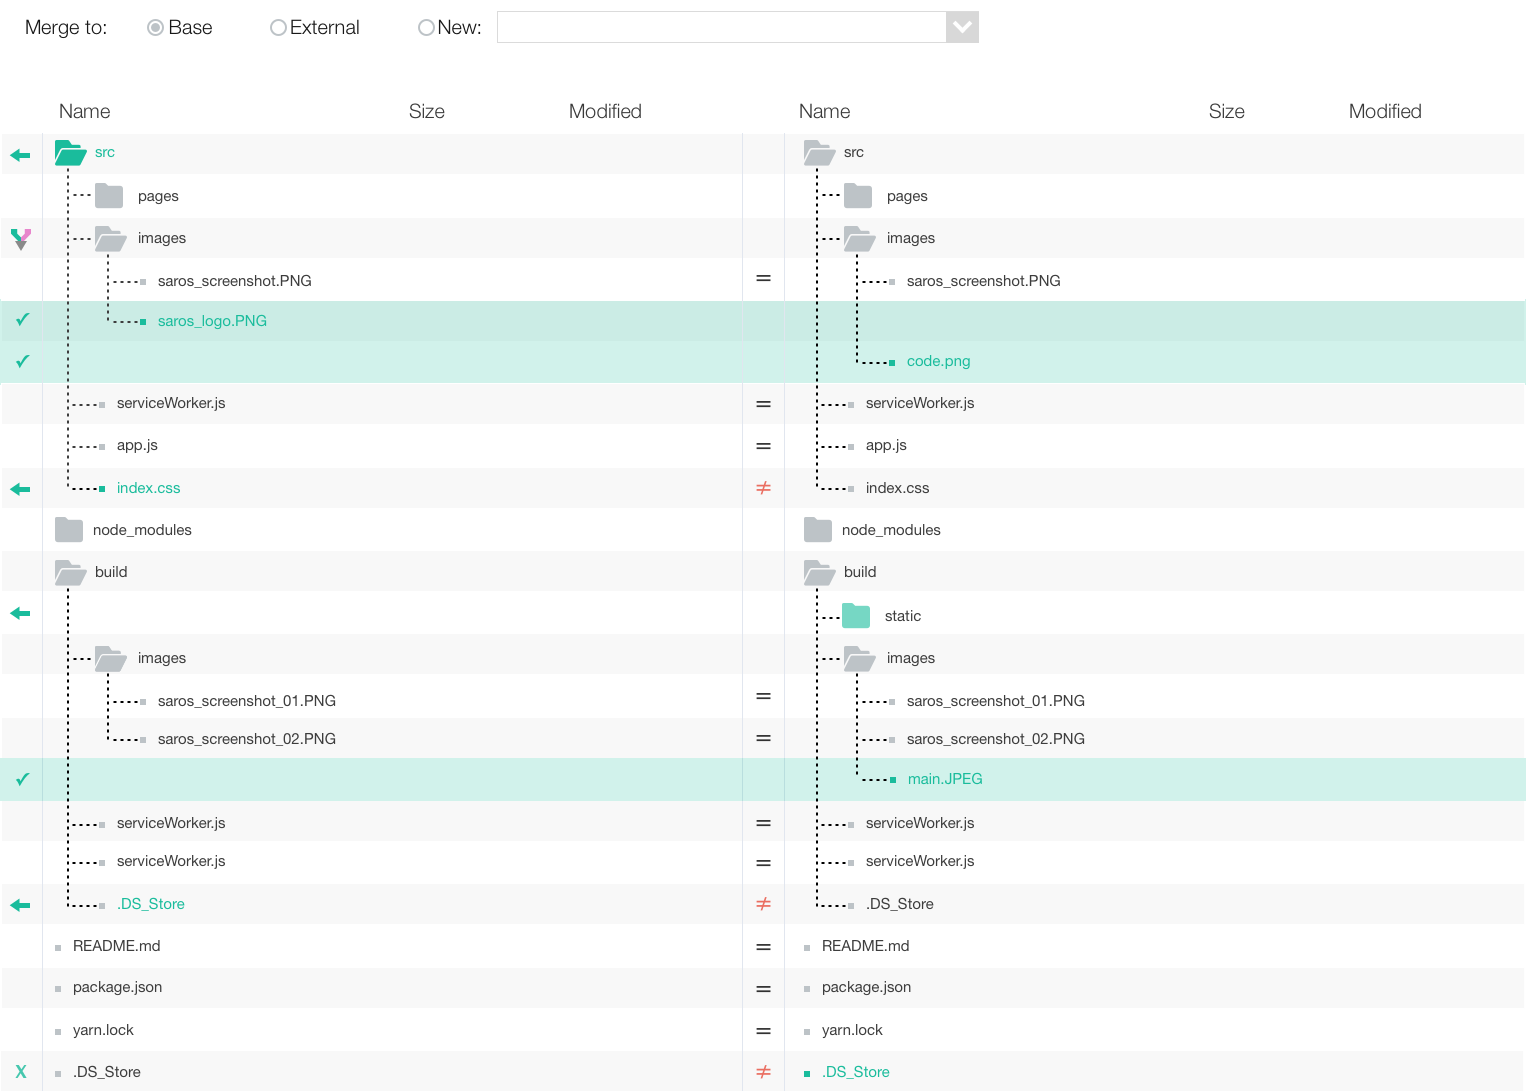 Merge to: Base External New:
Name Size Modified Name Size Modified
src src
pages pages
images images
saros_screenshot.PNG = saros_screenshot.PNG
saros_logo.PNG
code.png
serviceWorker.js = serviceWorker.js
app.js = app.js
index.css ≠ index.css
node_modules node_modules
build build
static
images images
saros_screenshot_01.PNG = saros_screenshot_01.PNG
saros_screenshot_02.PNG = saros_screenshot_02.PNG
main.JPEG
serviceWorker.js = serviceWorker.js
serviceWorker.js = serviceWorker.js
.DS_Store ≠ .DS_Store
README.md = README.md
package.json = package.json
yarn.lock = yarn.lock
X .DS_Store ≠ .DS_Store